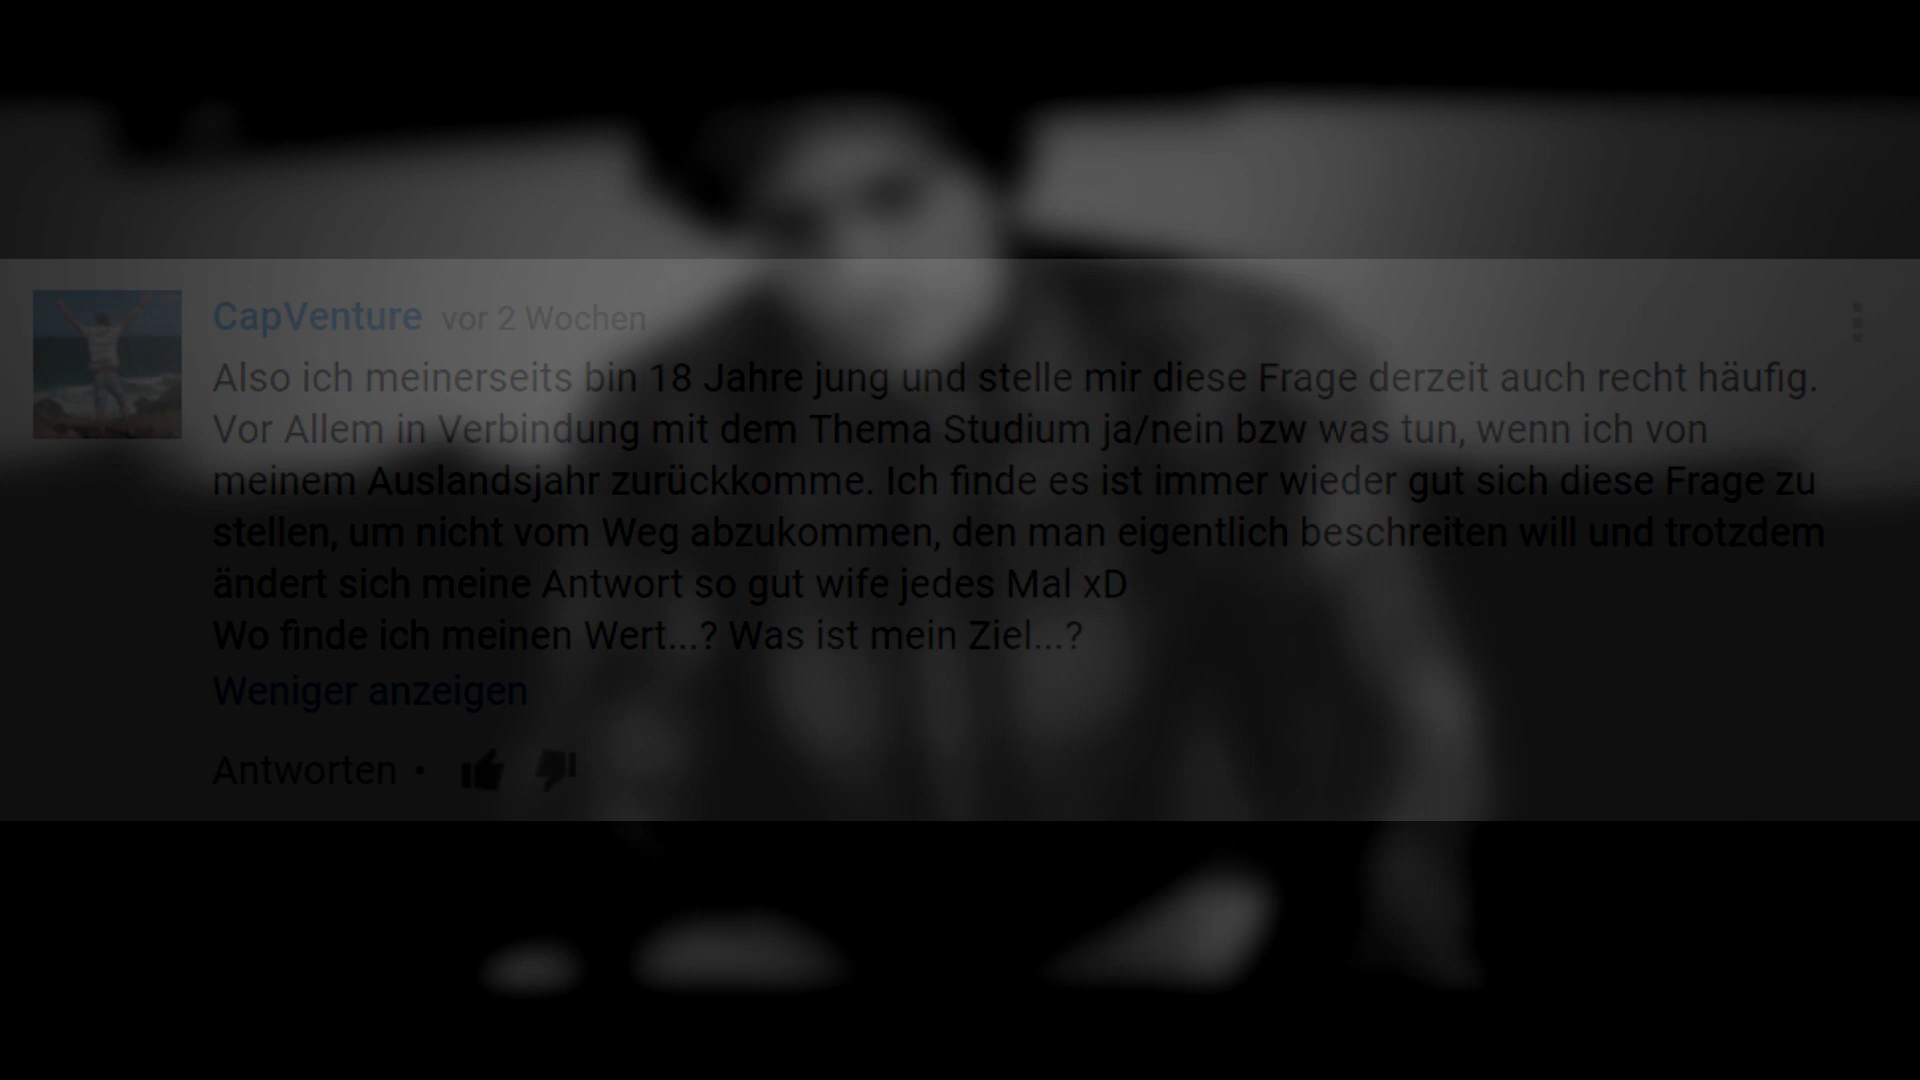 CapVenture vor 2 Wochen
Also ich meinerseits bin 18 Jahre jung und stelle mir diese Frage derzeit auch recht häufig.
Vor Allem in Verbindung mit dem Thema Studium ja/nein bzw was tun, wenn ich von
meinem Auslandsjahr zurückkomme. Ich finde es ist immer wieder gut sich diese Frage zu
stellen, um nicht vom Weg abzukommen, den man eigentlich beschreiten will und trotzdem
ändert sich meine Antwort so gut wife jedes Mal xD
Wo finde ich meinen Wert...? Was ist mein Ziel...?
Weniger anzeigen
Antworten •